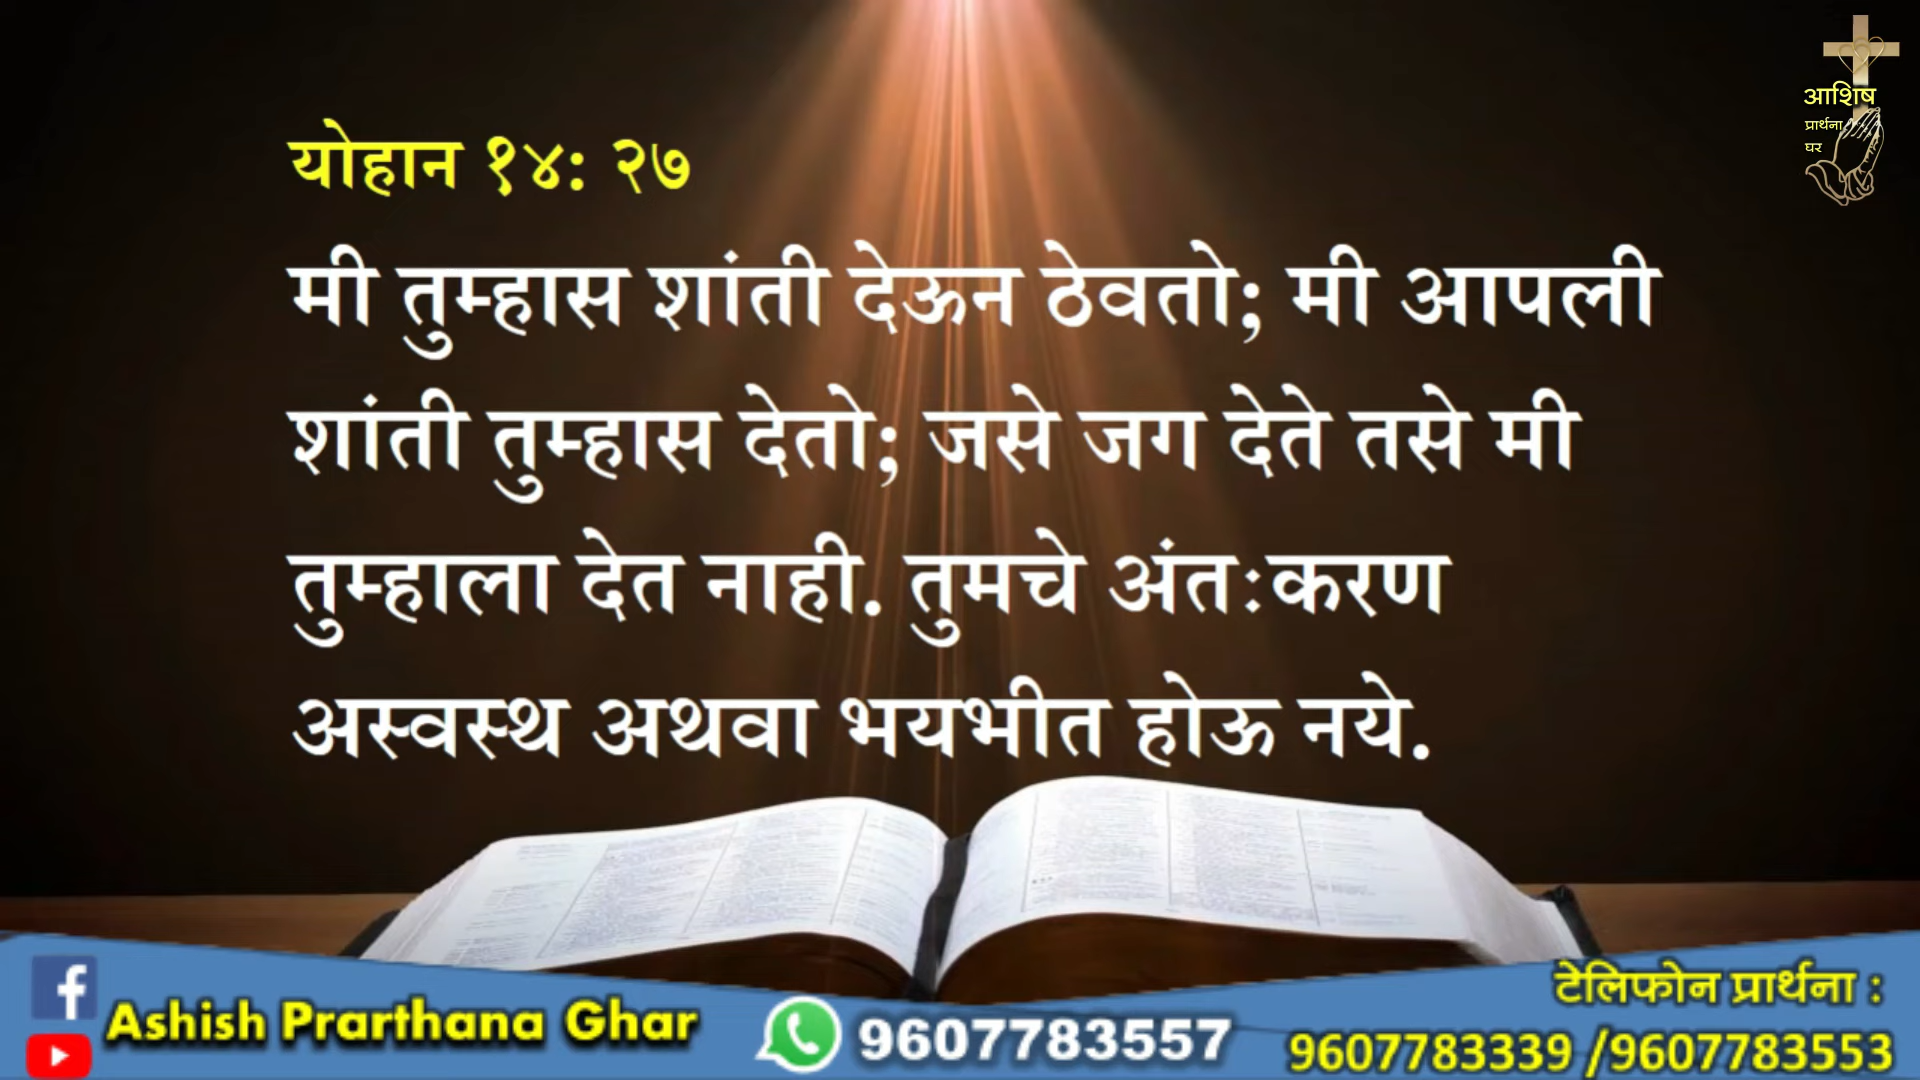 आशिष
प्रार्थना
घर
योहान १४: २७
मी तुम्हास शांती देऊन ठेवतो; मी आपली
शांती तुम्हास देतो; जसे जग देते तसे मी
तुम्हाला देत नाही. तुमचे अंतःकरण
अस्वस्थ अथवा भयभीत होऊ नये.
Ashish Prarthana Ghar
9607783557
टेलिफोन प्रार्थना :
9607783339 /9607783553